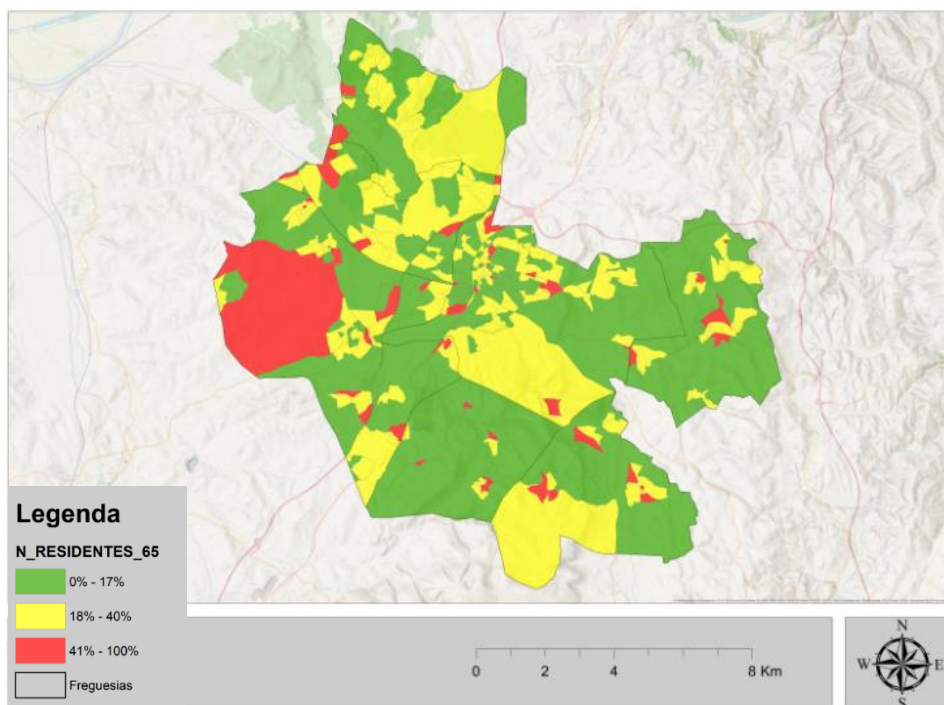 Legenda
N_RESIDENTES_65
0% - 17%
18% - 40%
41% - 100%
Freguesias
0 2 4 8 Km
N
W E
S